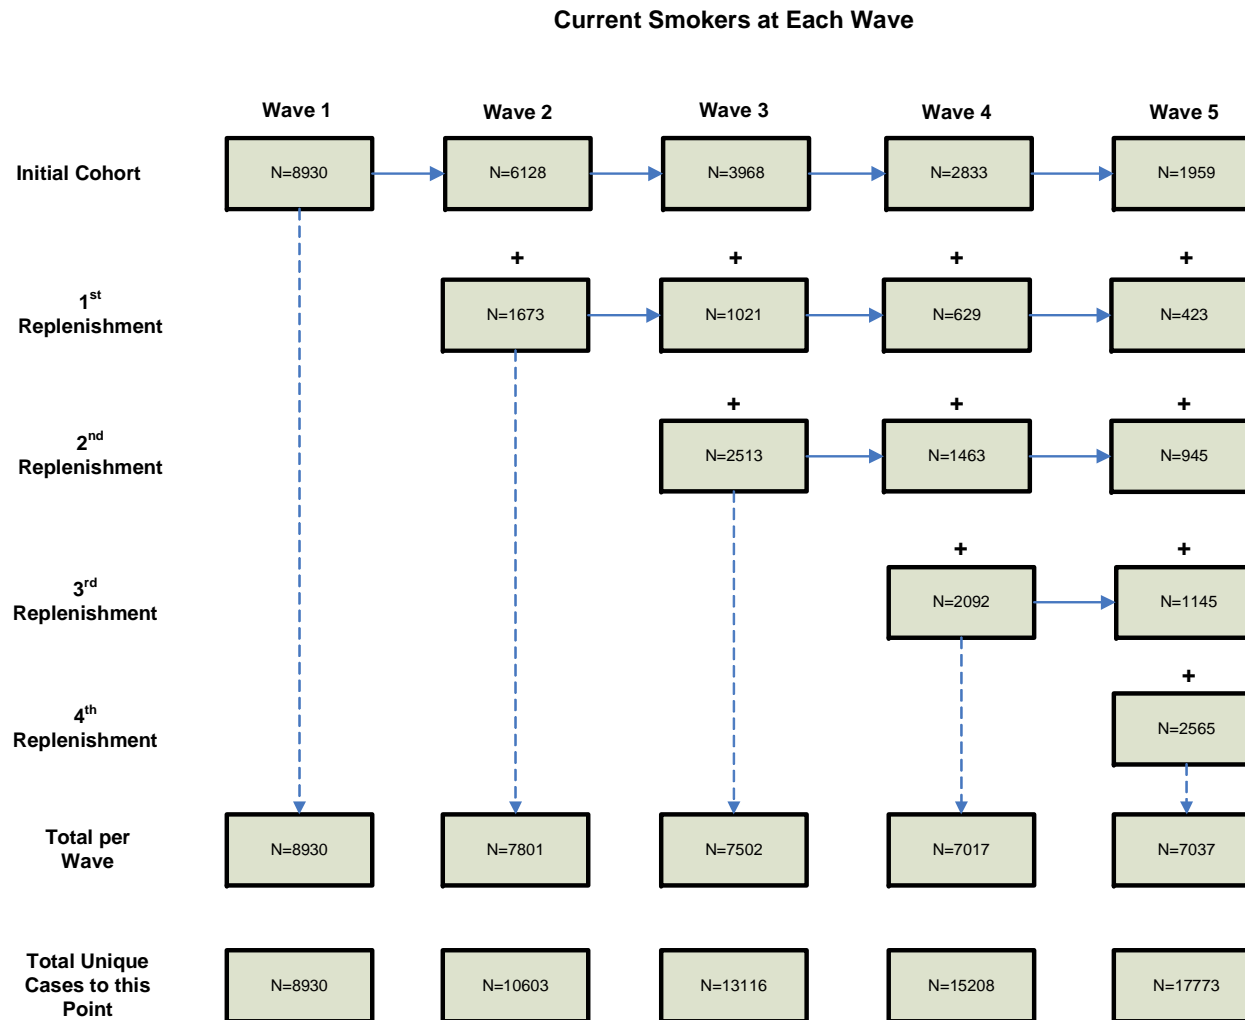 Current Smokers at Each Wave
Wave 1
Wave 2
Wave 3
Wave 4
Wave 5
Initial Cohort
N=8930
N=6128
N=3968
N=2833
N=1959
+
+
+
+
1st
Replenishment
N=1673
N=1021
N=629
N=423
+
+
+
2nd
Replenishment
N=2513
N=1463
N=945
+
+
3rd
Replenishment
N=2092
N=1145
+
4th
Replenishment
N=2565
Total per
Wave
N=8930
N=7801
N=7502
N=7017
N=7037
Total Unique
Cases to this
Point
N=8930
N=10603
N=13116
N=15208
N=17773